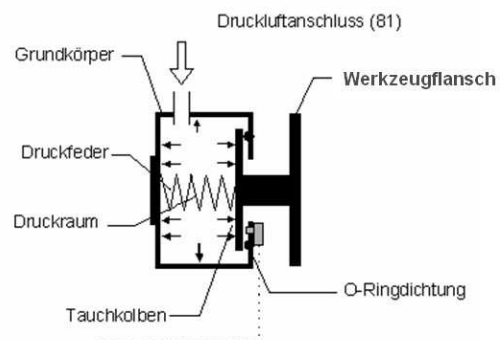 Druckluftanschluss (81)
Grundkörper
Werkzeugflansch
Druckfeder
Druckraum
O-Ringdichtung
Tauchkolben